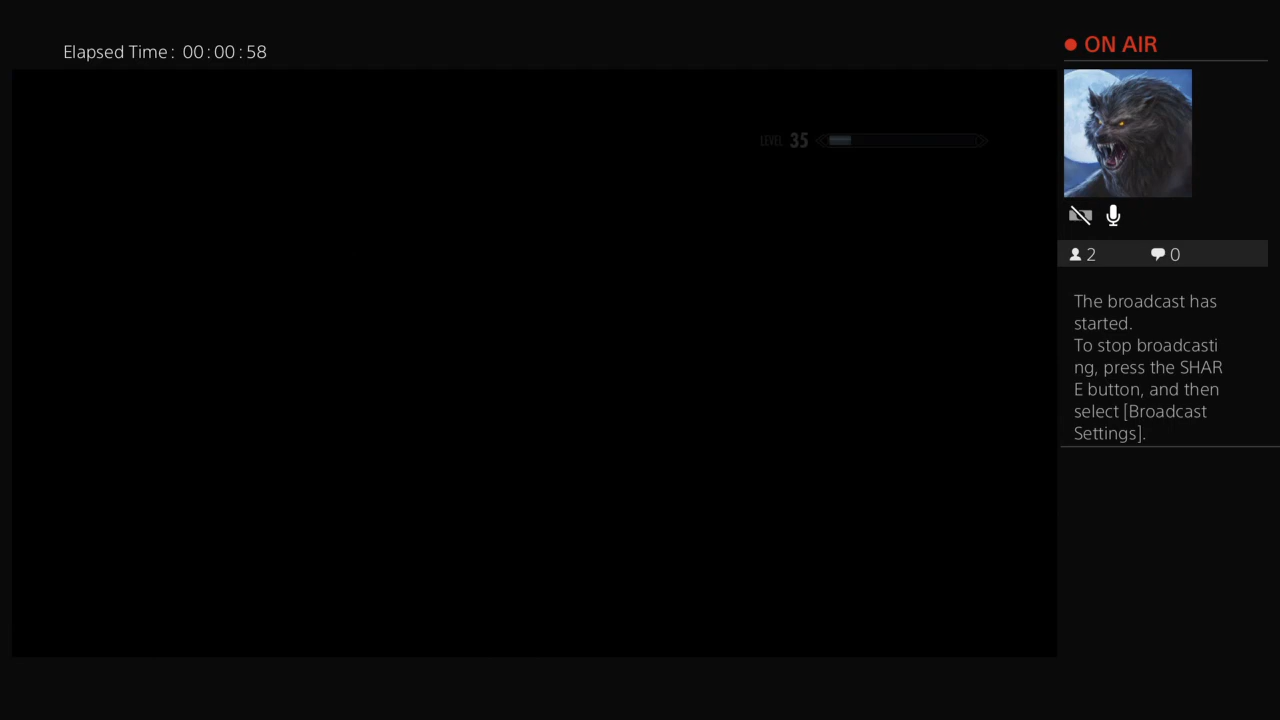 Elapsed Time: 00:00:58
ON AIR
LEVEL 35
2 0
The broadcast has
started.
To stop broadcasti
ng, press the SHAR
E button, and then
select [Broadcast
Settings].